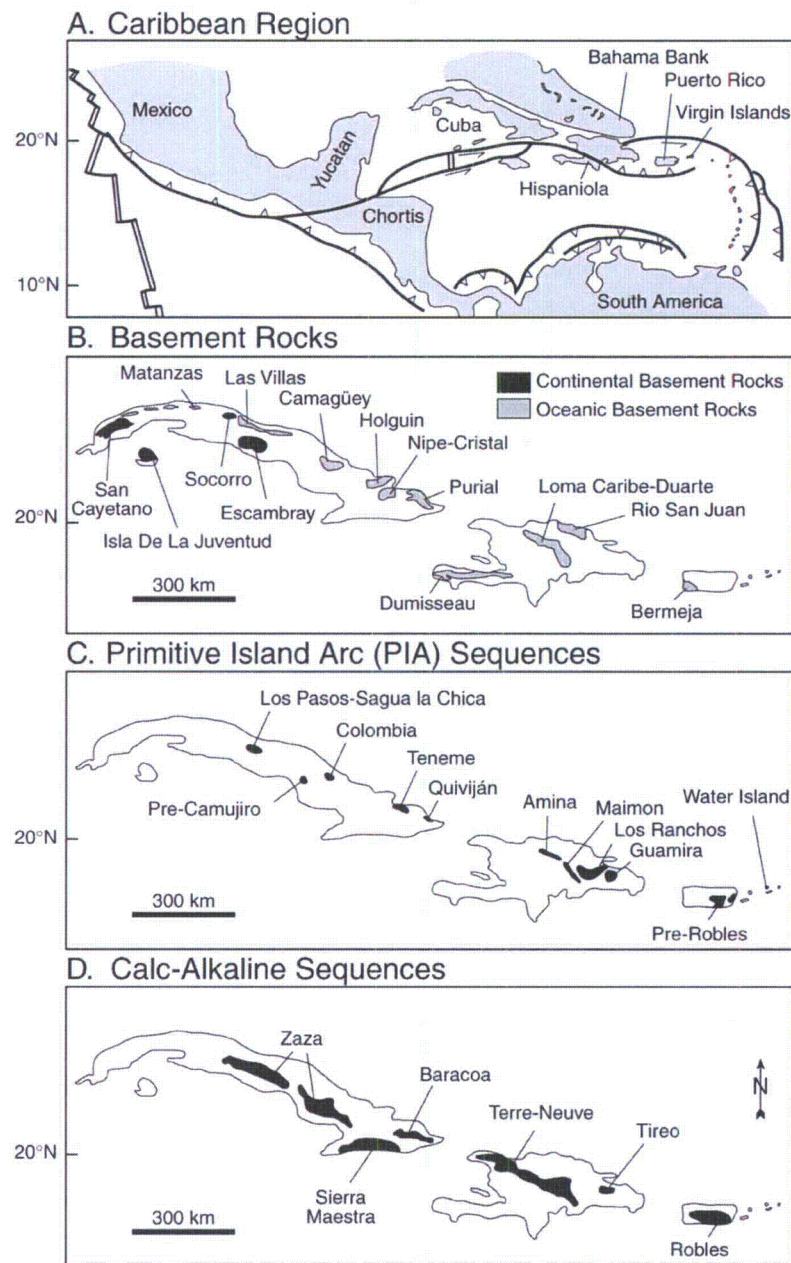 A. Caribbean Region
Bahama Bank
Puerto Rico
Virgin Islands
Mexico
Cuba
20°N
Yucatan
Hispaniola
Chortis
10°N
South America
B. Basement Rocks
Matanzas
Las Villas
Camagüey
Holguin
Nipe-Cristal
Continental Basement Rocks
Oceanic Basement Rocks
San
Cayetano
Socorro
Escambray
Purial
Loma Caribe-Duarte
Rio San Juan
20°N
Isla De La Juventud
300 km
Dumisseau
Bermeja
C. Primitive Island Arc (PIA) Sequences
Los Pasos-Sagua la Chica
Colombia
Teneme
Quiviján
Pre-Camujiro
Amina
Maimon
Water Island
Los Ranchos
Guamira
20°N
300 km
Pre-Robles
D. Calc-Alkaline Sequences
Zaza
Baracoa
N
Terre-Neuve
Tireo
20°N
Sierra
Maestra
300 km
Robles